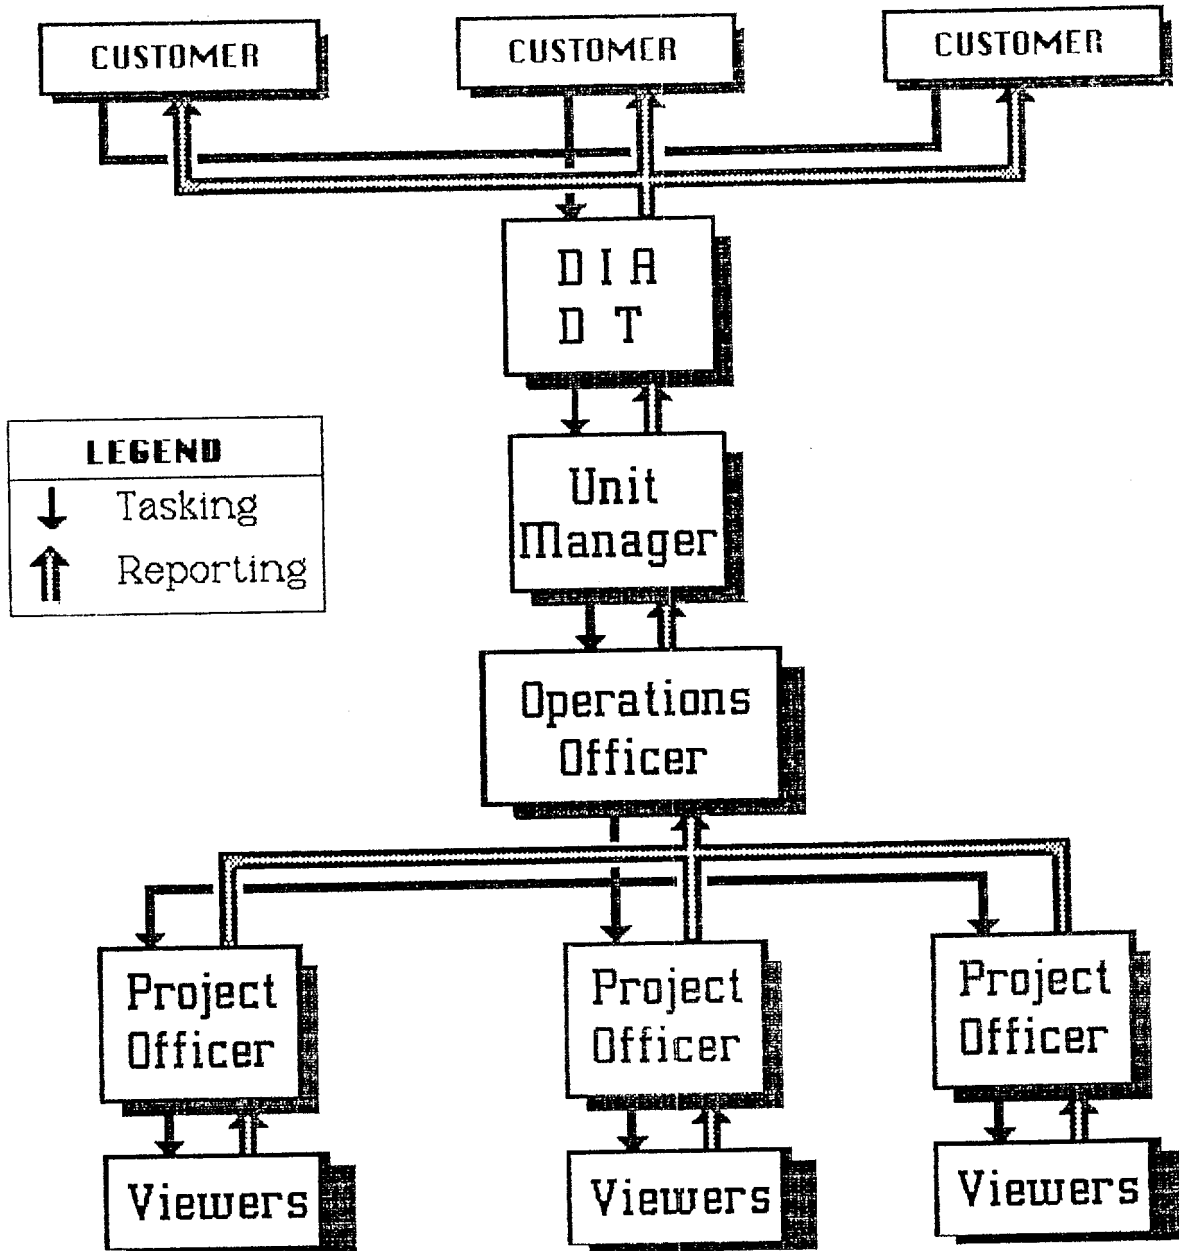 CUSTOMER
CUSTOMER
CUSTOMER
D I A
D T
LEGEND
Tasking
Reporting
Unit
Manager
Operations
Officer
Project
Officer
Project
Officer
Project
Officer
Viewers
Viewers
Viewers